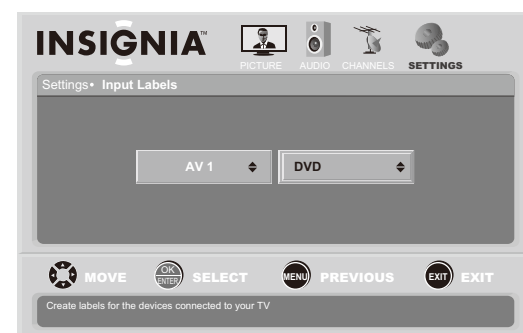 INSIGNIA™
PICTURE AUDIO CHANNELS SETTINGS
Settings• Input Labels
AV 1 DVD
MOVE OK ENTER SELECT MENU PREVIOUS EXIT EXIT
Create labels for the devices connected to your TV